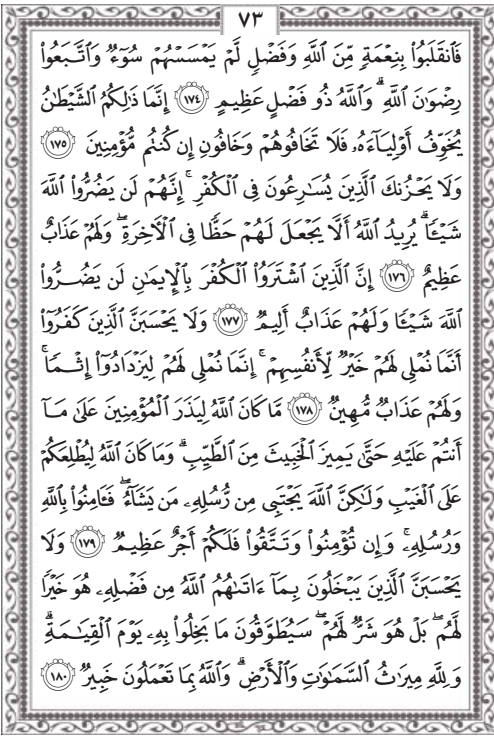 ٧٣
فَٱنقَلَبُوا۟ بِنِعْمَةٍ مِّنَ ٱللَّهِ وَفَضْلٍ لَّمْ يَمْسَسْهُمْ سُوٓءٌ وَٱتَّبَعُوا۟
رِضْوَٰنَ ٱللَّهِ ۗ وَٱللَّهُ ذُو فَضْلٍ عَظِيمٍ ١٧٤ إِنَّمَا ذَٰلِكُمُ ٱلشَّيْطَٰنُ
يُخَوِّفُ أَوْلِيَآءَهُۥ فَلَا تَخَافُوهُمْ وَخَافُونِ إِن كُنتُم مُّؤْمِنِينَ ١٧٥
وَلَا يَحْزُنكَ ٱلَّذِينَ يُسَٰرِعُونَ فِى ٱلْكُفْرِ ۚ إِنَّهُمْ لَن يَضُرُّوا۟ ٱللَّهَ
شَيْـًٔا ۗ يُرِيدُ ٱللَّهُ أَلَّا يَجْعَلَ لَهُمْ حَظًّا فِى ٱلْءَاخِرَةِ ۖ وَلَهُمْ عَذَابٌ
عَظِيمٌ ١٧٦ إِنَّ ٱلَّذِينَ ٱشْتَرَوُا۟ ٱلْكُفْرَ بِٱلْإِيمَٰنِ لَن يَضُرُّوا۟
ٱللَّهَ شَيْـًٔا وَلَهُمْ عَذَابٌ أَلِيمٌ ١٧٧ وَلَا يَحْسَبَنَّ ٱلَّذِينَ كَفَرُوٓا۟
أَنَّمَا نُمْلِى لَهُمْ خَيْرٌ لِّأَنفُسِهِمْ ۚ إِنَّمَا نُمْلِى لَهُمْ لِيَزْدَادُوٓا۟ إِثْمًا ۚ
وَلَهُمْ عَذَابٌ مُّهِينٌ ١٧٨ مَّا كَانَ ٱللَّهُ لِيَذَرَ ٱلْمُؤْمِنِينَ عَلَىٰ مَآ
أَنتُمْ عَلَيْهِ حَتَّىٰ يَمِيزَ ٱلْخَبِيثَ مِنَ ٱلطَّيِّبِ ۗ وَمَا كَانَ ٱللَّهُ لِيُطْلِعَكُمْ
عَلَى ٱلْغَيْبِ وَلَٰكِنَّ ٱللَّهَ يَجْتَبِى مِن رُّسُلِهِۦ مَن يَشَآءُ ۖ فَـَٔامِنُوا۟ بِٱللَّهِ
وَرُسُلِهِۦ ۚ وَإِن تُؤْمِنُوا۟ وَتَتَّقُوا۟ فَلَكُمْ أَجْرٌ عَظِيمٌ ١٧٩ وَلَا
يَحْسَبَنَّ ٱلَّذِينَ يَبْخَلُونَ بِمَآ ءَاتَىٰهُمُ ٱللَّهُ مِن فَضْلِهِۦ هُوَ خَيْرًا
لَّهُم ۖ بَلْ هُوَ شَرٌّ لَّهُمْ ۖ سَيُطَوَّقُونَ مَا بَخِلُوا۟ بِهِۦ يَوْمَ ٱلْقِيَٰمَةِ ۗ
وَلِلَّهِ مِيرَٰثُ ٱلسَّمَٰوَٰتِ وَٱلْأَرْضِ ۗ وَٱللَّهُ بِمَا تَعْمَلُونَ خَبِيرٌ ١٨٠